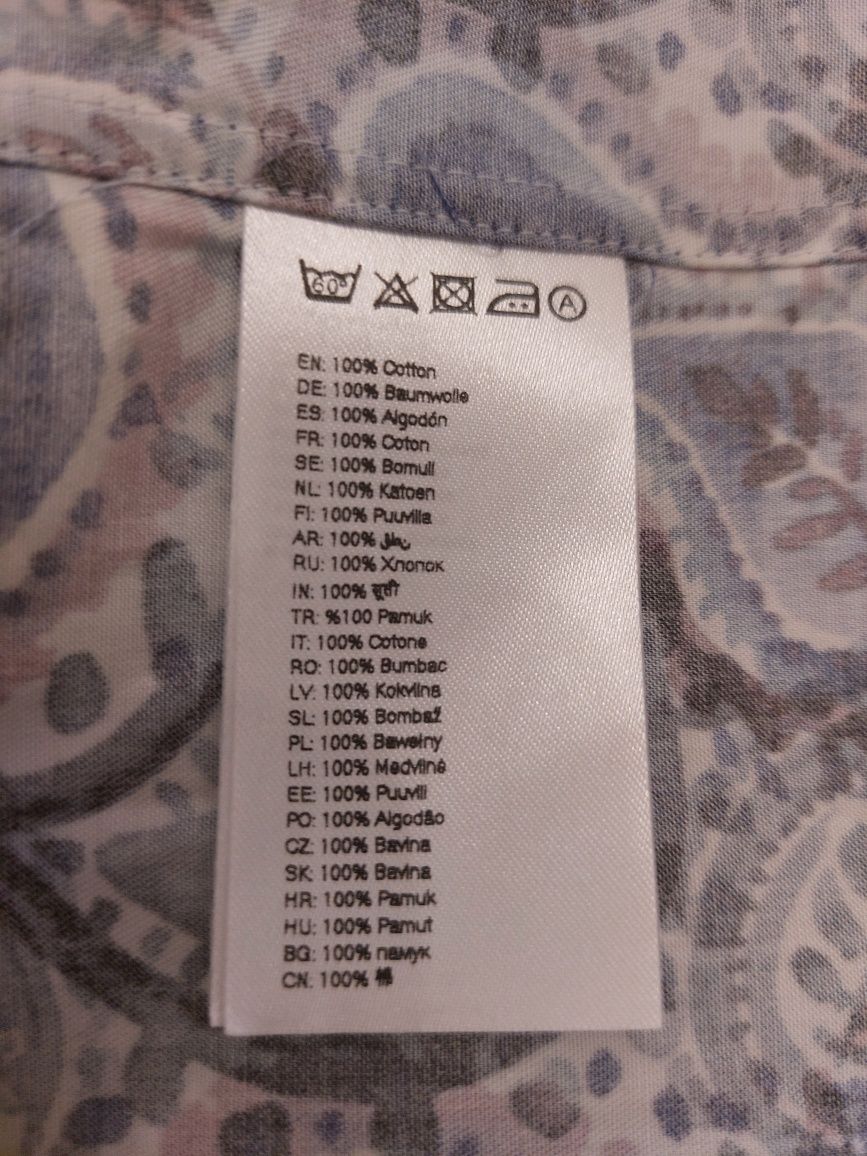 60°
A
EN: 100% Cotton
DE: 100% Baumwolle
ES: 100% Algodón
FR: 100% Coton
SE: 100% Bomull
NL: 100% Katoen
FI: 100% Puuvilla
AR: 100%
RU: 100% Хлопок
IN: 100% सूती
TR: %100 Pamuk
IT: 100% Cotone
RO: 100% Bumbac
LV: 100% Kokvilna
SL: 100% Bombaž
PL: 100% Bawełny
LH: 100% Medvilnė
EE: 100% Puuvill
PO: 100% Algodão
CZ: 100% Bavlna
SK: 100% Bavlna
HR: 100% Pamuk
HU: 100% Pamut
BG: 100% памук
CN: 100% 棉